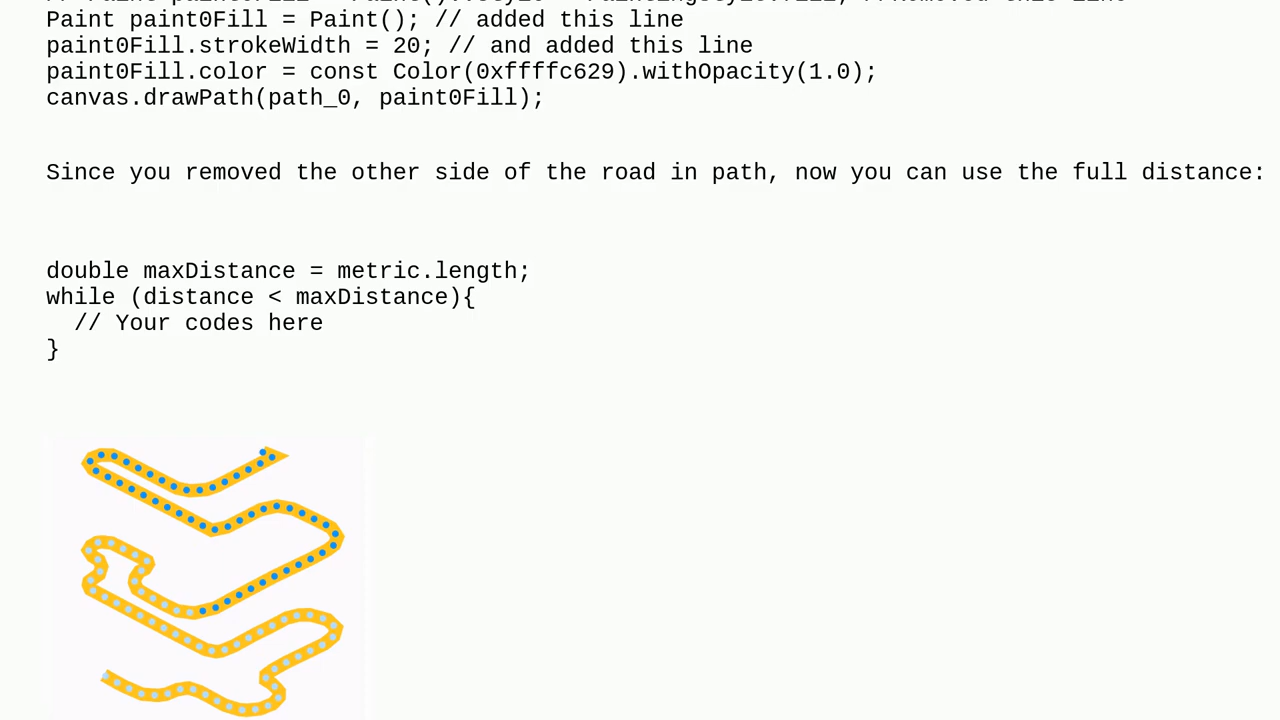 Paint paint0Fill = Paint(); // added this line
paint0Fill.strokeWidth = 20; // and added this line
paint0Fill.color = const Color(0xffffc629).withOpacity(1.0);
canvas.drawPath(path_0, paint0Fill);
Since you removed the other side of the road in path, now you can use the full distance:
double maxDistance = metric.length;
while (distance < maxDistance){
// Your codes here
}